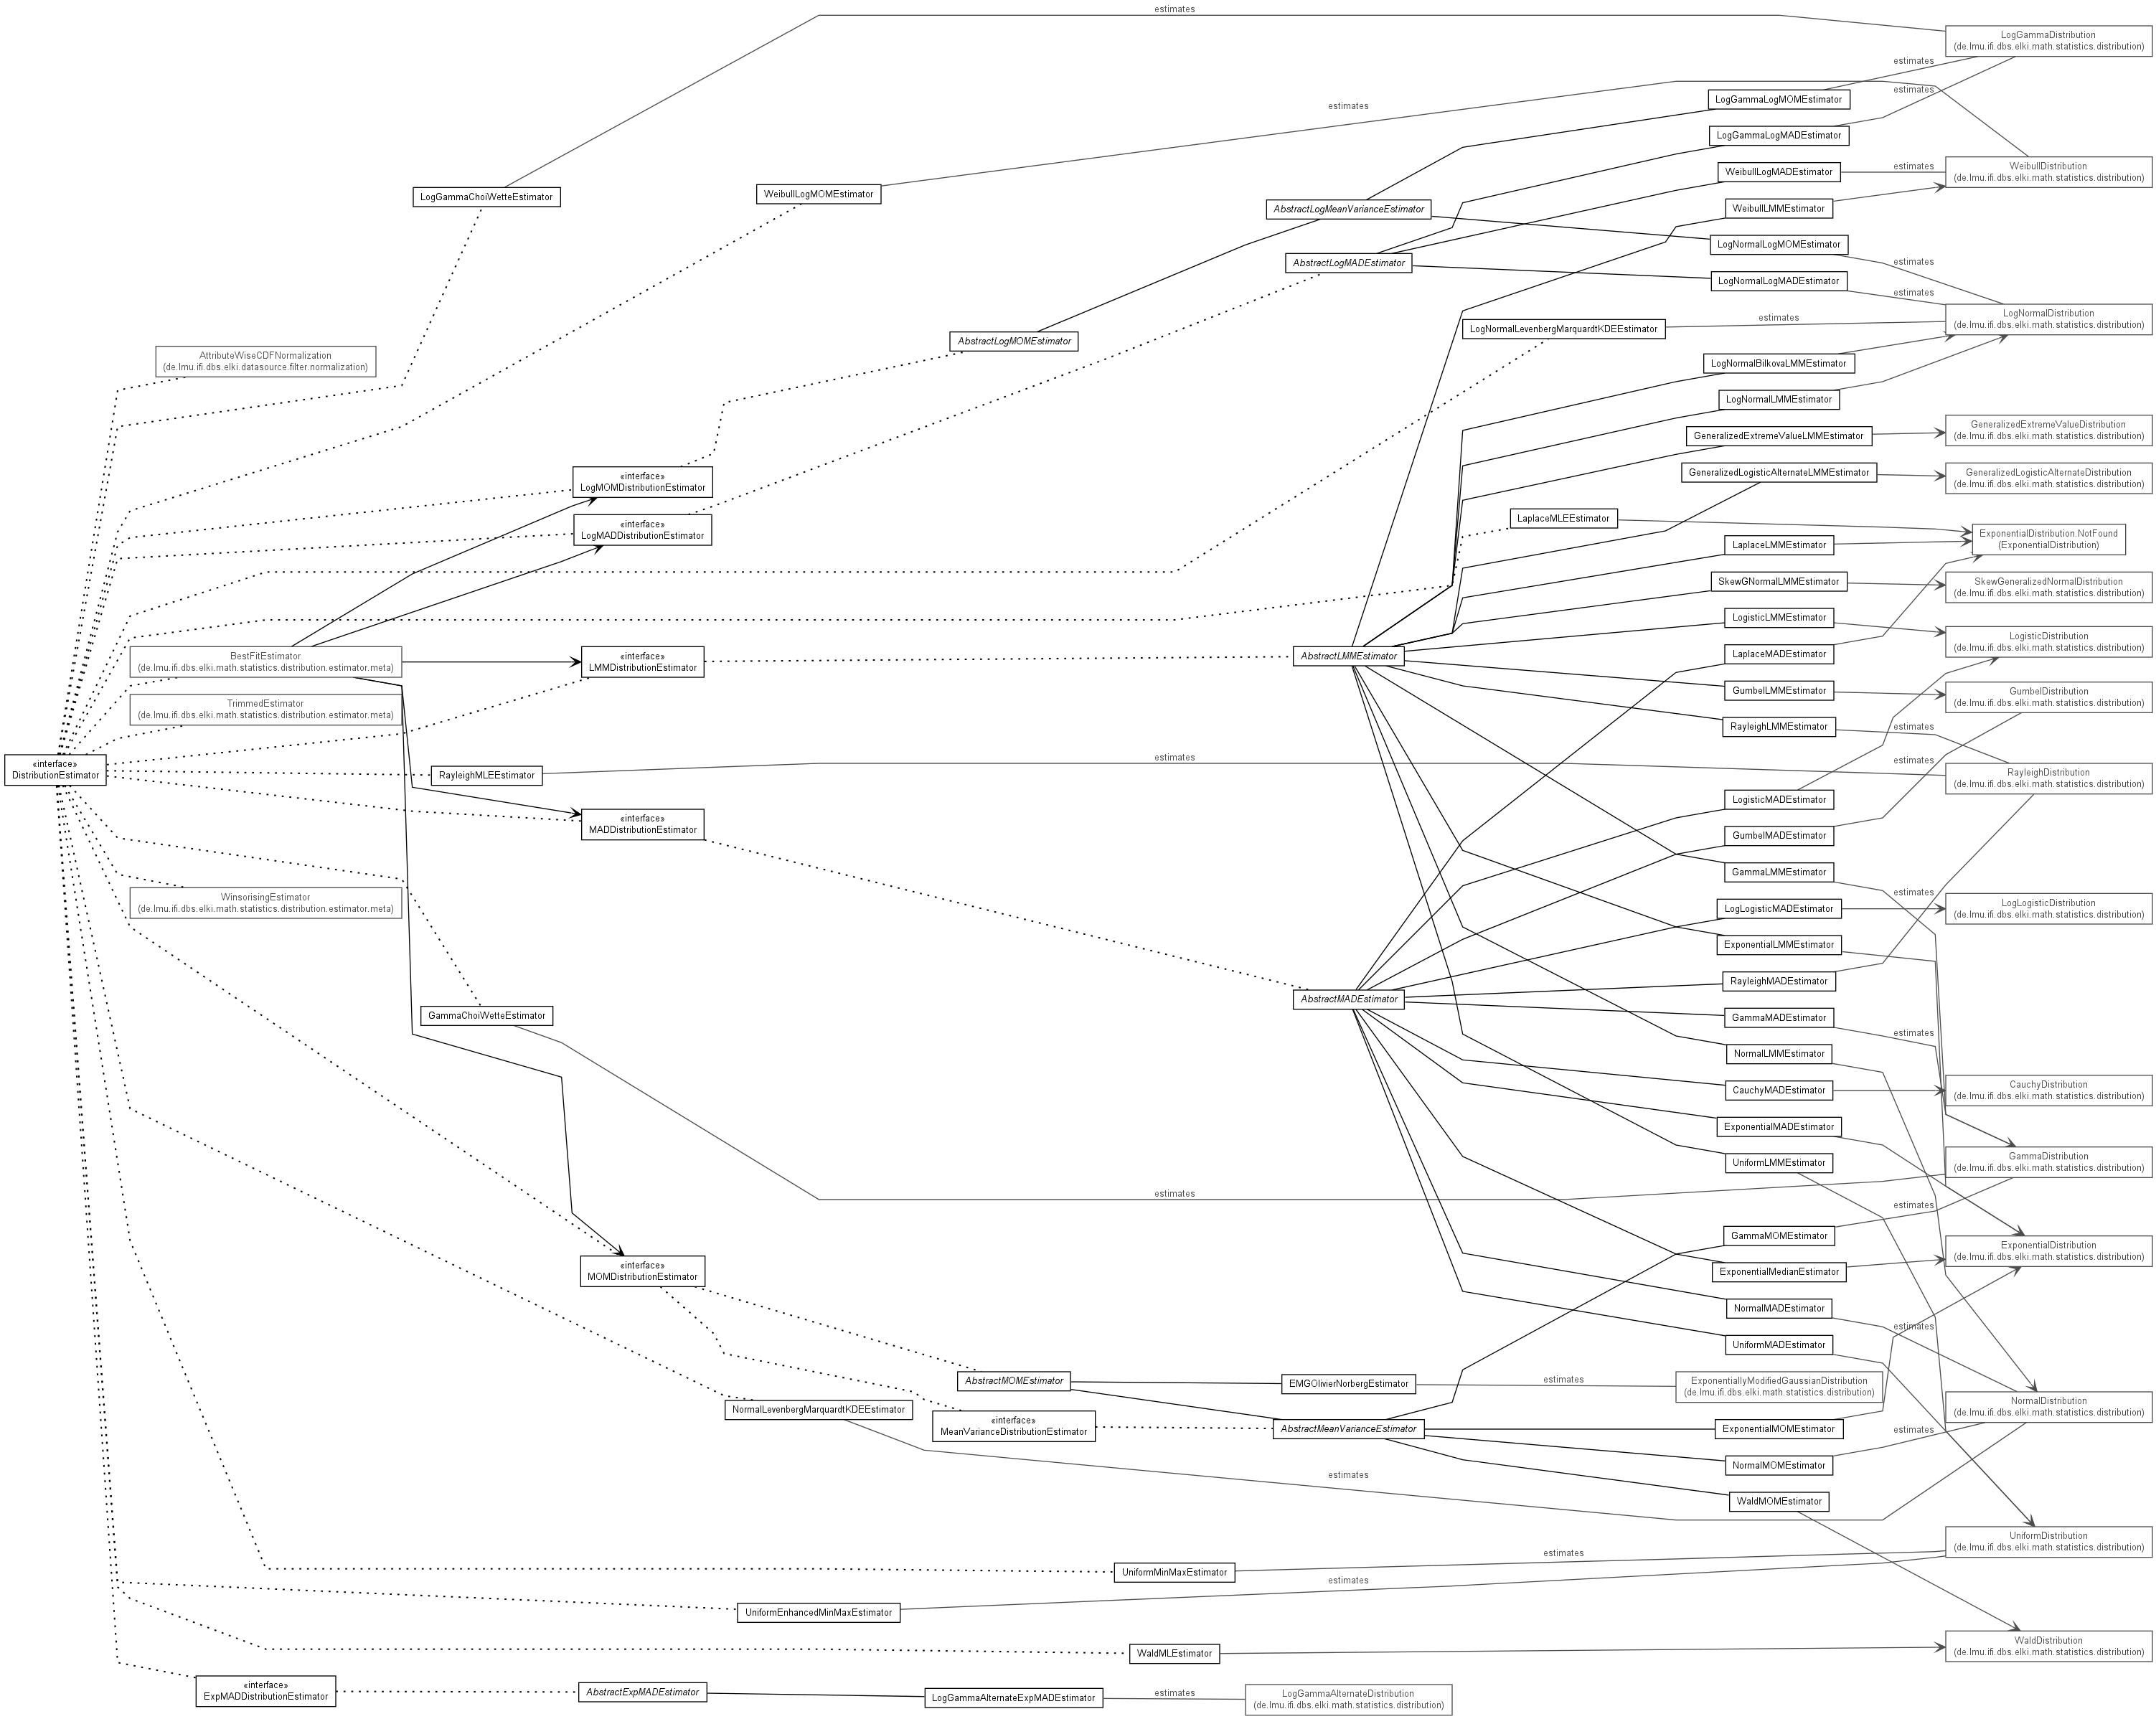 estimates
LogGammaDistribution
(de.lmu.ifi.dbs.elki.math.statistics.distribution)
estimates
estimates
LogGammaLogMOMEstimator
estimates
LogGammaLogMADEstimator
WeibullDistribution
(de.lmu.ifi.dbs.elki.math.statistics.distribution)
estimates
WeibullLogMADEstimator
LogGammaChoiWetteEstimator
WeibullLogMOMEstimator
AbstractLogMeanVarianceEstimator
WeibullLMMEstimator
LogNormalLogMOMEstimator
estimates
AbstractLogMADEstimator
LogNormalLogMADEstimator
estimates
LogNormalDistribution
(de.lmu.ifi.dbs.elki.math.statistics.distribution)
estimates
LogNormalLevenbergMarquardtKDEEstimator
AbstractLogMOMEstimator
AttributeWiseCDFNormalization
(de.lmu.ifi.dbs.elki.datasource.filter.normalization)
LogNormalBilkovaLMMEstimator
LogNormalLMMEstimator
GeneralizedExtremeValueLMMEstimator
GeneralizedExtremeValueDistribution
(de.lmu.ifi.dbs.elki.math.statistics.distribution)
GeneralizedLogisticAlternateLMMEstimator
GeneralizedLogisticAlternateDistribution
(de.lmu.ifi.dbs.elki.math.statistics.distribution)
«interface»
LogMOMDistributionEstimator
«interface»
LogMADDistributionEstimator
LaplaceMLEEstimator
ExponentialDistribution.NotFound
(ExponentialDistribution)
LaplaceLMMEstimator
SkewGNormalLMMEstimator
SkewGeneralizedNormalDistribution
(de.lmu.ifi.dbs.elki.math.statistics.distribution)
LogisticLMMEstimator
LogisticDistribution
(de.lmu.ifi.dbs.elki.math.statistics.distribution)
BestFitEstimator
(de.lmu.ifi.dbs.elki.math.statistics.distribution.estimator.meta)
«interface»
LMMDistributionEstimator
AbstractLMMEstimator
LaplaceMADEstimator
GumbelLMMEstimator
GumbelDistribution
(de.lmu.ifi.dbs.elki.math.statistics.distribution)
TrimmedEstimator
(de.lmu.ifi.dbs.elki.math.statistics.distribution.estimator.meta)
RayleighLMMEstimator
estimates
«interface»
DistributionEstimator
RayleighMLEEstimator
estimates
estimates
RayleighDistribution
(de.lmu.ifi.dbs.elki.math.statistics.distribution)
LogisticMADEstimator
«interface»
MADDistributionEstimator
GumbelMADEstimator
GammaLMMEstimator
estimates
WinsorisingEstimator
(de.lmu.ifi.dbs.elki.math.statistics.distribution.estimator.meta)
LogLogisticMADEstimator
LogLogisticDistribution
(de.lmu.ifi.dbs.elki.math.statistics.distribution)
ExponentialLMMEstimator
RayleighMADEstimator
AbstractMADEstimator
GammaChoiWetteEstimator
GammaMADEstimator
estimates
NormalLMMEstimator
CauchyMADEstimator
CauchyDistribution
(de.lmu.ifi.dbs.elki.math.statistics.distribution)
ExponentialMADEstimator
UniformLMMEstimator
GammaDistribution
(de.lmu.ifi.dbs.elki.math.statistics.distribution)
estimates
estimates
GammaMOMEstimator
ExponentialDistribution
(de.lmu.ifi.dbs.elki.math.statistics.distribution)
«interface»
MOMDistributionEstimator
ExponentialMedianEstimator
NormalMADEstimator
estimates
UniformMADEstimator
AbstractMOMEstimator
EMGOlivierNorbergEstimator
estimates
ExponentiallyModifiedGaussianDistribution
(de.lmu.ifi.dbs.elki.math.statistics.distribution)
NormalDistribution
(de.lmu.ifi.dbs.elki.math.statistics.distribution)
NormalLevenbergMarquardtKDEEstimator
«interface»
MeanVarianceDistributionEstimator
AbstractMeanVarianceEstimator
ExponentialMOMEstimator
estimates
NormalMOMEstimator
estimates
WaldMOMEstimator
UniformDistribution
(de.lmu.ifi.dbs.elki.math.statistics.distribution)
estimates
UniformMinMaxEstimator
estimates
UniformEnhancedMinMaxEstimator
WaldMLEstimator
WaldDistribution
(de.lmu.ifi.dbs.elki.math.statistics.distribution)
«interface»
ExpMADDistributionEstimator
AbstractExpMADEstimator
LogGammaAlternateExpMADEstimator
estimates
LogGammaAlternateDistribution
(de.lmu.ifi.dbs.elki.math.statistics.distribution)